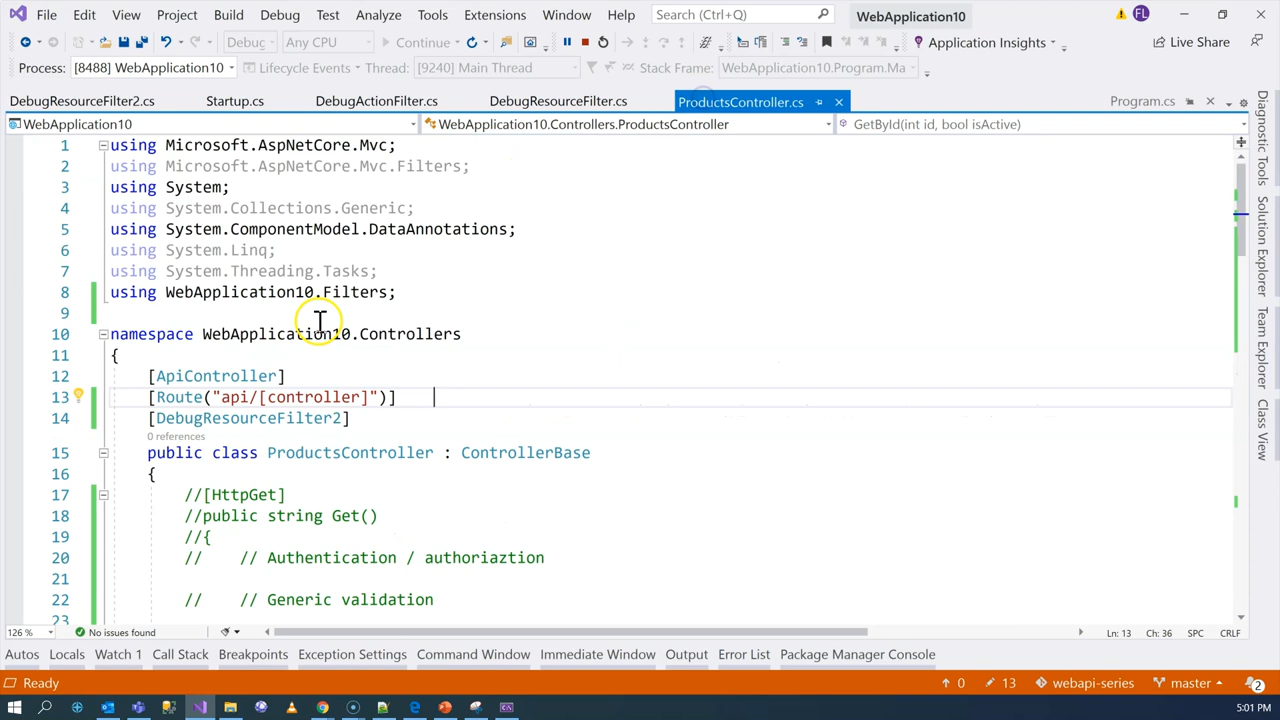 File Edit View Project Build Debug Test Analyze Tools Extensions Window Help Search (Ctrl+Q) WebApplication10 FL
Debug Any CPU Continue Application Insights Live Share
Process: [8488] WebApplication10 Lifecycle Events Thread: [9240] Main Thread Stack Frame: WebApplication10.Program.Ma
DebugResourceFilter2.cs Startup.cs DebugActionFilter.cs DebugResourceFilter.cs ProductsController.cs Program.cs
WebApplication10 WebApplication10.Controllers.ProductsController GetById(int id, bool isActive)
1 using Microsoft.AspNetCore.Mvc;
2 using Microsoft.AspNetCore.Mvc.Filters;
3 using System;
4 using System.Collections.Generic;
5 using System.ComponentModel.DataAnnotations;
6 using System.Linq;
7 using System.Threading.Tasks;
8 using WebApplication10.Filters;
9
10 namespace WebApplication10.Controllers
11 {
12 [ApiController]
13 [Route("api/[controller]")]
14 [DebugResourceFilter2]
0 references
15 public class ProductsController : ControllerBase
16 {
17 //[HttpGet]
18 //public string Get()
19 //{
20 // // Authentication / authoriaztion
21
22 // // Generic validation
23
Diagnostic Tools
Solution Explorer
Team Explorer
Class View
126 % No issues found Ln: 13 Ch: 36 SPC CRLF
Autos Locals Watch 1 Call Stack Breakpoints Exception Settings Command Window Immediate Window Output Error List Package Manager Console
Ready 0 13 webapi-series master 2
5:01 PM